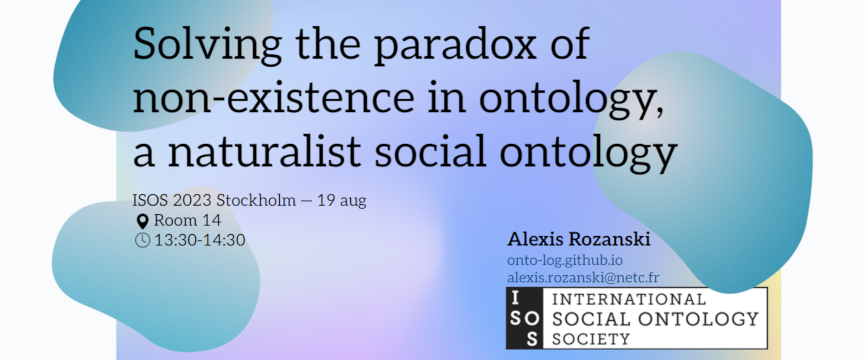 Solving the paradox of
non-existence in ontology,
a naturalist social ontology
ISOS 2023 Stockholm — 19 aug
Room 14
13:30-14:30
Alexis Rozanski
onto-log.github.io
alexis.rozanski@netc.fr
I
SO
S
INTERNATIONAL
SOCIAL ONTOLOGY
SOCIETY